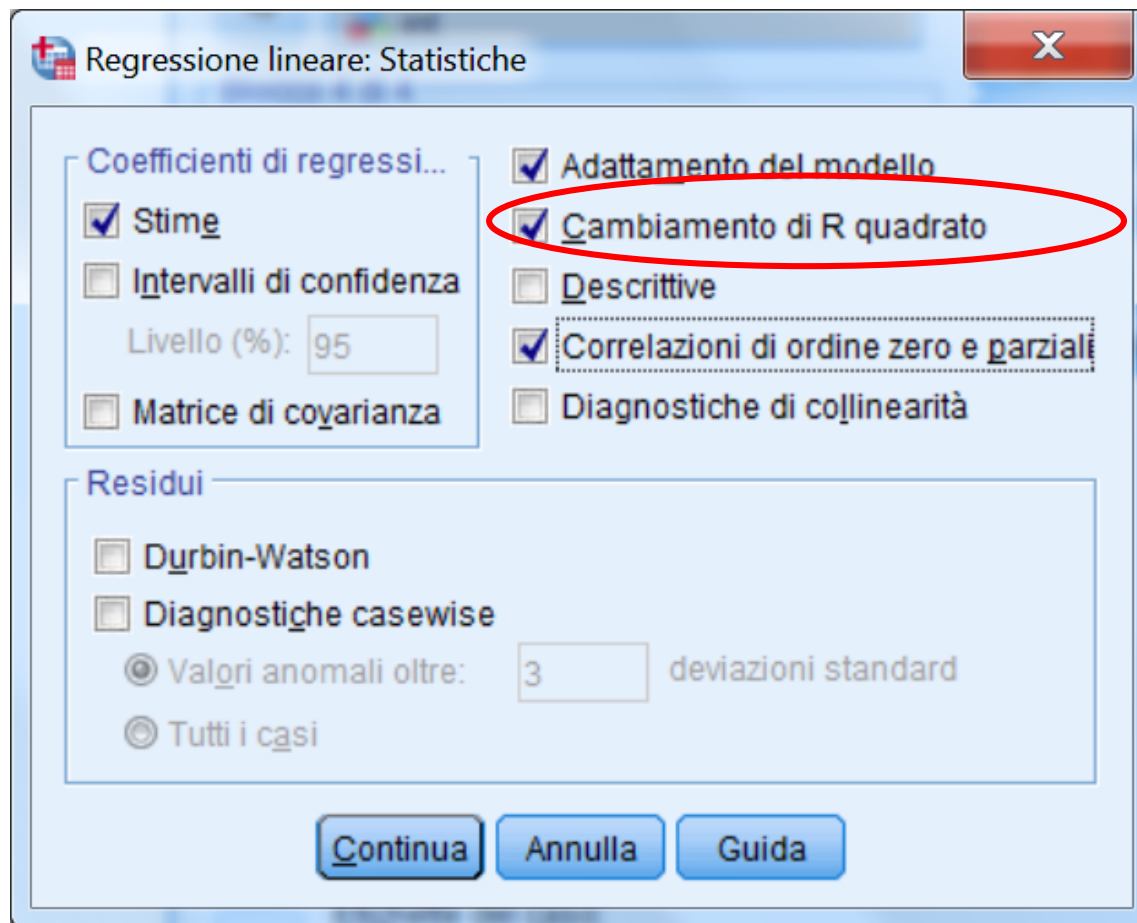 Regressione lineare: Statistiche
Coefficienti di regressi...
Stime
Intervalli di confidenza
Livello (%): 95
Matrice di covarianza
Adattamento del modello
Cambiamento di R quadrato
Descrittive
Correlazioni di ordine zero e parziali
Diagnostiche di collinearità
Residui
Durbin-Watson
Diagnostiche casewise
Valori anomali oltre: 3 deviazioni standard
Tutti i casi
Continua Annulla Guida